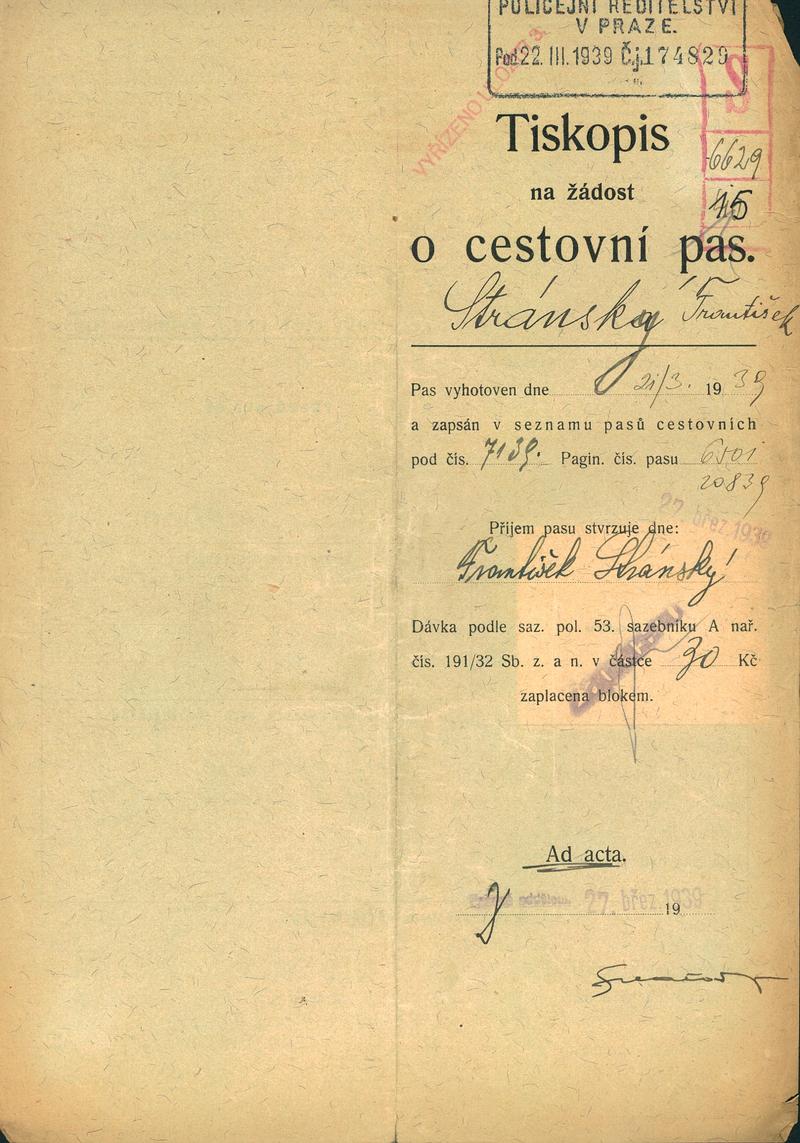 POLICEJNÍ ŘEDITELSTVÍ
V PRAZE.
Pod 22. III. 1939 Čj. 174829
VYŘÍZENO
S
6629
15
Tiskopis
na žádost
o cestovní pas.
Stránský František
Pas vyhotoven dne 21/3. 1939
a zapsán v seznamu pasů cestovních
pod čís. 7139. Pagin. čís. pasu 6501
20839
27. břez. 1939
Příjem pasu stvrzuje dne:
František Stránský
Dávka podle saz. pol. 53. sazebníku A nař.
čís. 191/32 Sb. z. a n. v částce 30 Kč
zaplacena blokem.
Ad acta.
27. břez. 1939
19